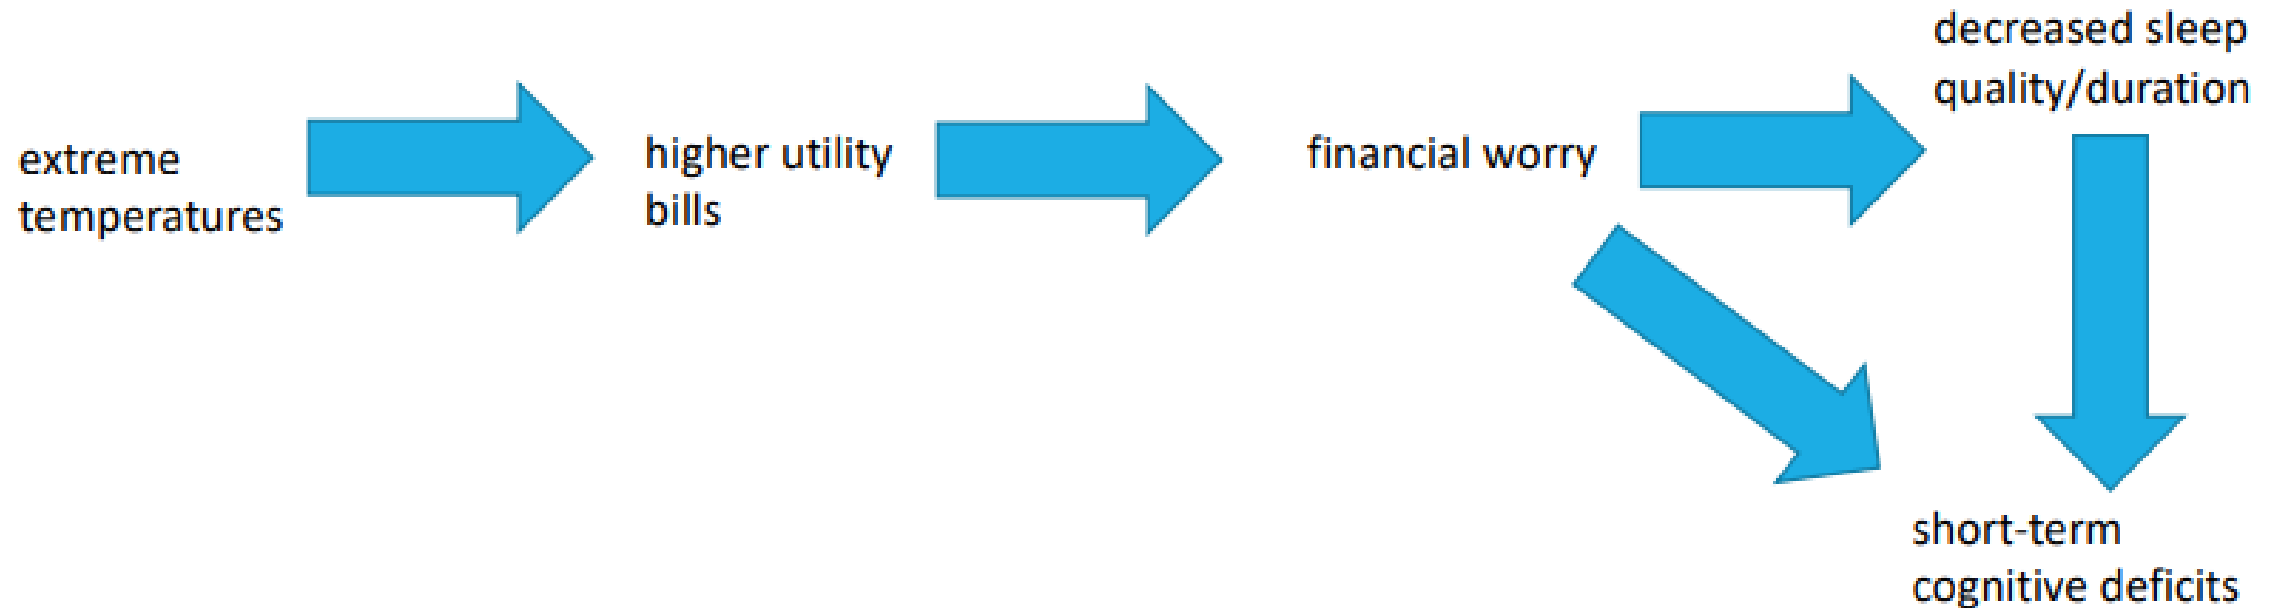 extreme
temperatures
higher utility
bills
financial worry
decreased sleep
quality/duration
short-term
cognitive deficits